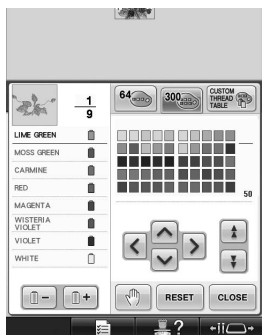 1
9
64
300
CUSTOM
THREAD
TABLE
LIME GREEN
MOSS GREEN
CARMINE
RED
MAGENTA
WISTERIA
VIOLET
VIOLET
WHITE
50
- +
RESET
CLOSE
?